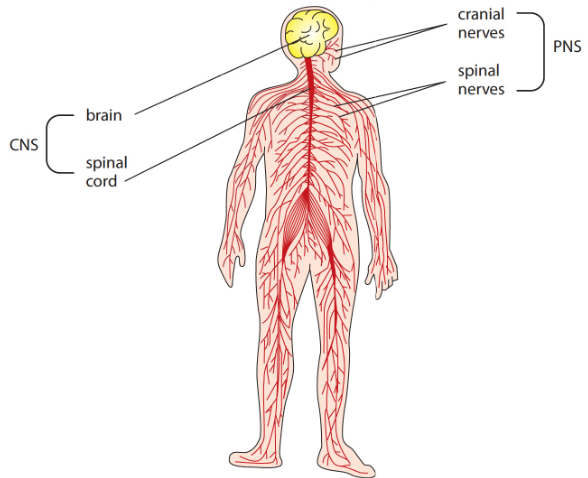 cranial
nerves
PNS
spinal
nerves
brain
CNS
spinal
cord